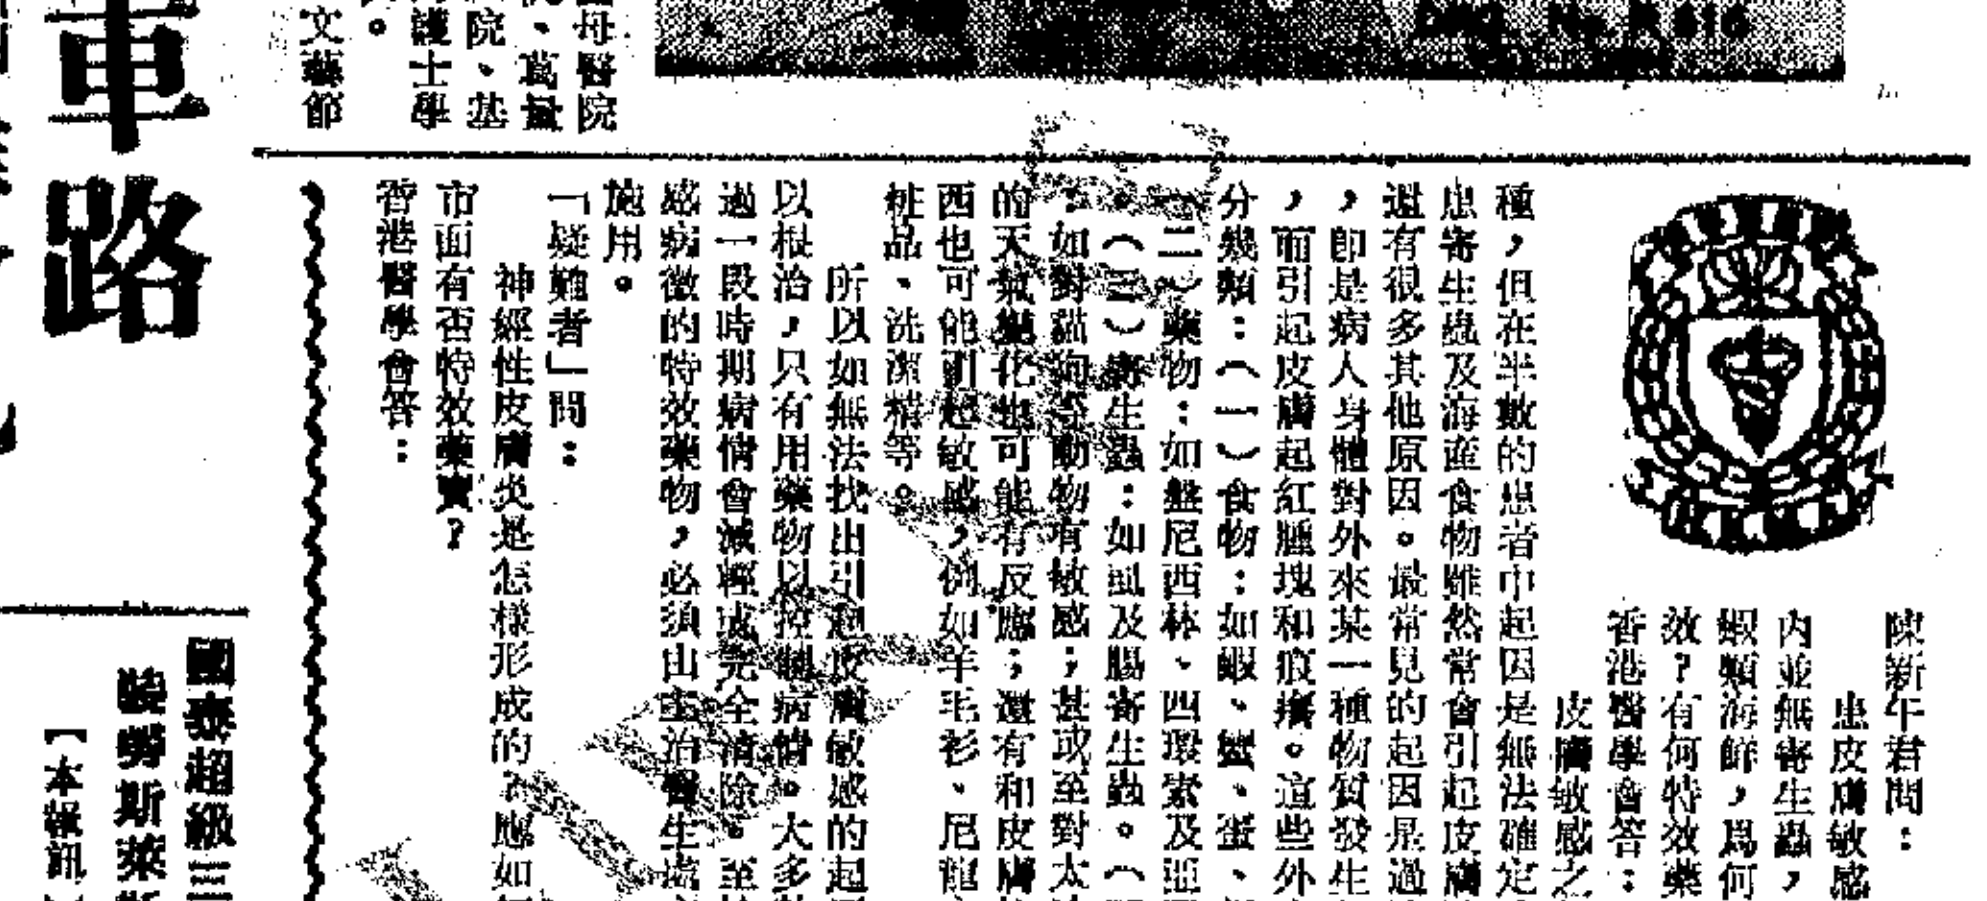 母醫院
、葛量
院、基
護士學
。
文藝節
車
路
HKMA
陳新午君問：
患皮膚敏感
內並無寄生蟲，
蝦類海鮮，爲何
效？有何特效藥
香港醫學會答：
皮膚敏感之
種，但在半數的患者中起因是無法確定
患寄生蟲及海産食物雖然常會引起皮膚
還有很多其他原因。最常見的起因是過
，卽是病人身體對外來某一種物質發生
，而引起皮膚起紅腫塊和痕癢。這些外
分幾類：（一）食物：如蝦、蟹、蛋、
（二）藥物：如盤尼西林、四環素及亞
。（三）寄生蟲：如虱及腸寄生蟲。（
：如對貓狗等動物有敏感；甚或至對太
的天氣變化也可能有反應；還有和皮膚
西也可能引起敏感，例如羊毛衫、尼龍
粧品、洗潔精等。
所以如無法找出引起皮膚敏感的起
以根治，只有用藥物以控制病情。大多
過一段時期病情會減輕或完全消除。至
感病徵的特效藥物，必須由主治醫生處
施用。
「疑難者」問：
神經性皮膚炎是怎樣形成的？應如
市面有否特效藥賣？
香港醫學會答：
國泰超級三
勞斯萊
【本報訊